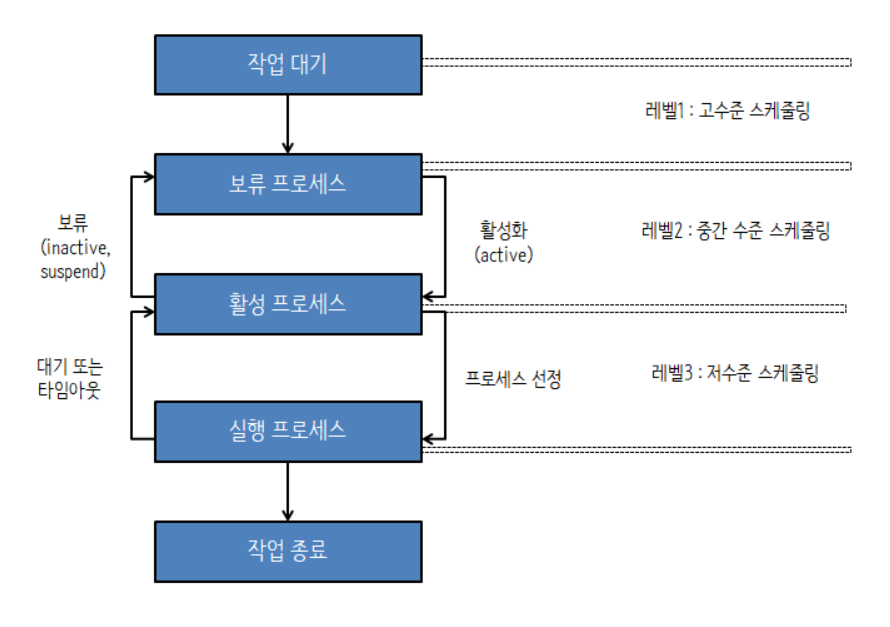 작업 대기
레벨1 : 고수준 스케줄링
보류 프로세스
보류
(inactive,
suspend)
활성화
(active)
레벨2 : 중간 수준 스케줄링
활성 프로세스
대기 또는
타임아웃
프로세스 선정
레벨3 : 저수준 스케줄링
실행 프로세스
작업 종료